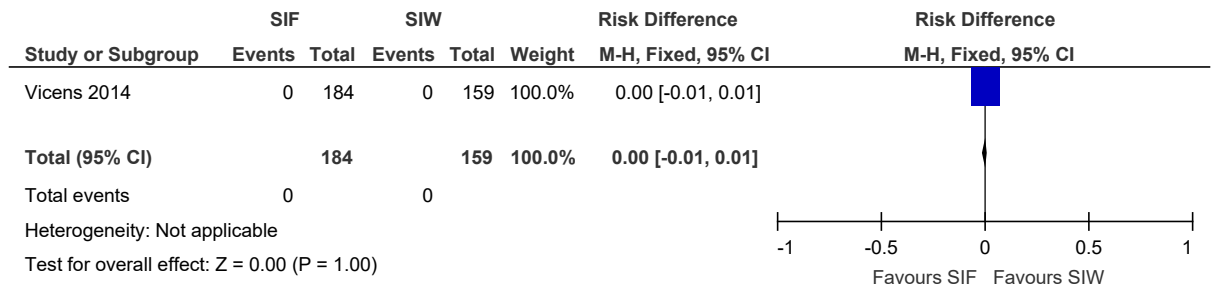 SIF SIW Risk Difference Risk Difference
Study or Subgroup Events Total Events Total Weight M-H, Fixed, 95% CI M-H, Fixed, 95% CI
Vicens 2014 0 184 0 159 100.0% 0.00 [-0.01, 0.01]
Total (95% CI) 184 159 100.0% 0.00 [-0.01, 0.01]
Total events 0 0
Heterogeneity: Not applicable
Test for overall effect: Z = 0.00 (P = 1.00)
-1 -0.5 0 0.5 1
Favours SIF Favours SIW